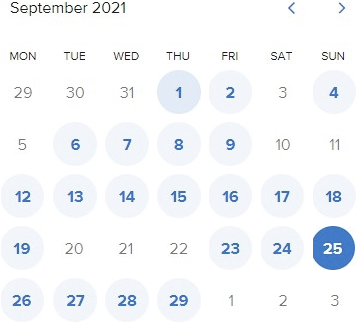 September 2021
MON TUE WED THU FRI SAT SUN
29 30 31 1 2 3 4
5 6 7 8 9 10 11
12 13 14 15 16 17 18
19 20 21 22 23 24 25
26 27 28 29 1 2 3